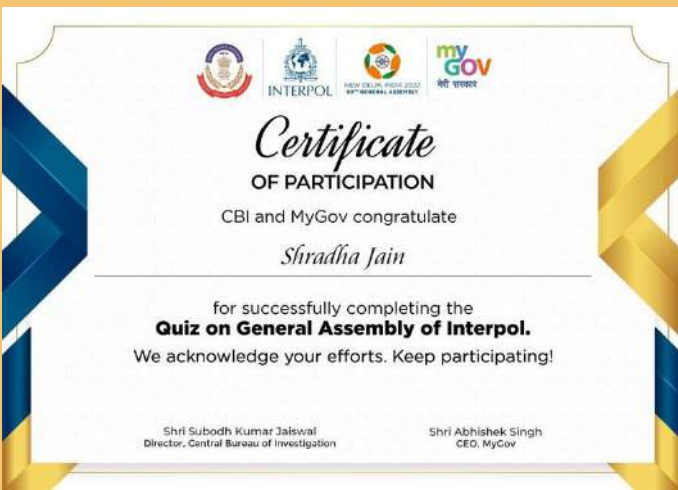 INTERPOL
NEW DELHI, INDIA 2022
90TH GENERAL ASSEMBLY
my
GOV
मेरी सरकार
Certificate
OF PARTICIPATION
CBI and MyGov congratulate
Shradha Jain
for successfully completing the
Quiz on General Assembly of Interpol.
We acknowledge your efforts. Keep participating!
Shri Subodh Kumar Jaiswal
Director, Central Bureau of Investigation
Shri Abhishek Singh
CEO, MyGov